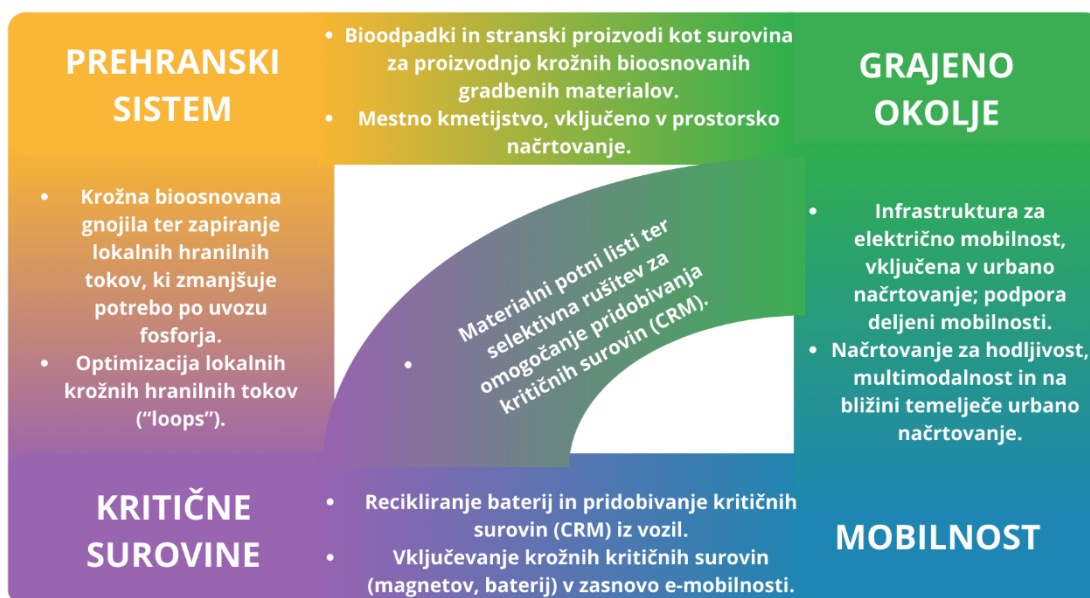 PREHRANSKI
SISTEM
• Bioodpadki in stranski proizvodi kot surovina
za proizvodnjo krožnih bioosnovanih
gradbenih materialov.
• Mestno kmetijstvo, vključeno v prostorsko
načrtovanje.
GRAJENO
OKOLJE
• Krožna bioosnovana
gnojila ter zapiranje
lokalnih hranilnih
tokov, ki zmanjšuje
potrebo po uvozu
fosforja.
• Optimizacija lokalnih
krožnih hranilnih tokov
(“loops”).
• Materialni potni listi ter
selektivna rušitev za
omogočanje pridobivanja
kritičnih surovin (CRM).
• Infrastruktura za
električno mobilnost,
vključena v urbano
načrtovanje; podpora
deljeni mobilnosti.
• Načrtovanje za hodljivost,
multimodalnost in na
bližini temelječe urbano
načrtovanje.
KRITIČNE
SUROVINE
• Recikliranje baterij in pridobivanje kritičnih
surovin (CRM) iz vozil.
• Vključevanje krožnih kritičnih surovin
(magnetov, baterij) v zasnovo e-mobilnosti.
MOBILNOST